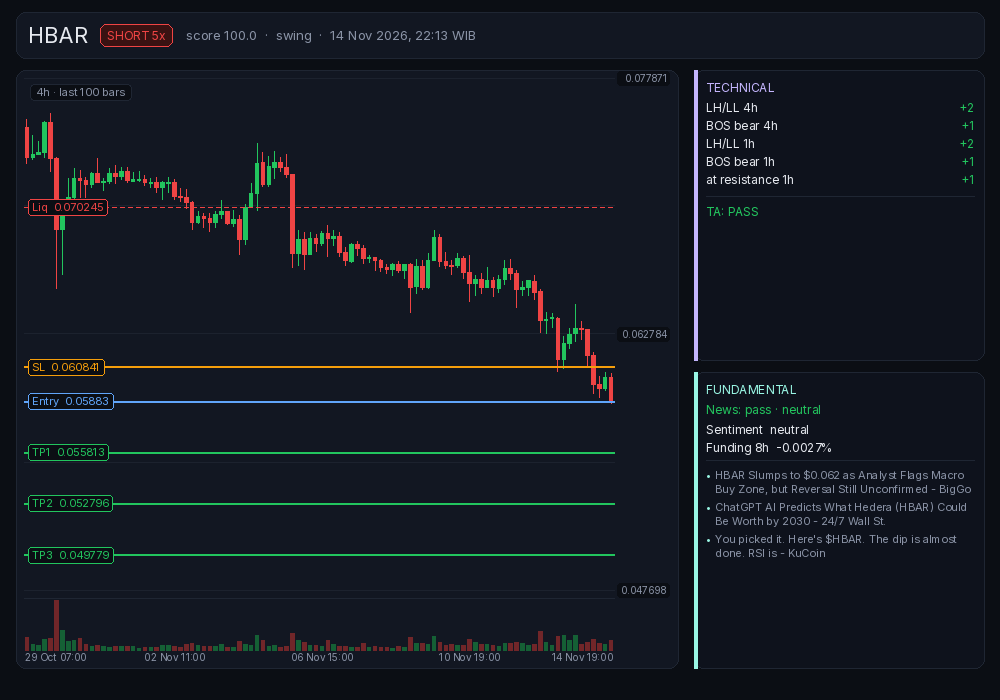 HBAR SHORT 5x score 100.0 · swing · 14 Nov 2026, 22:13 WIB
4h · last 100 bars
0.077871
Liq 0.070245
0.062784
SL 0.060841
Entry 0.05883
TP1 0.055813
TP2 0.052796
TP3 0.049779
0.047698
29 Oct 07:00 02 Nov 11:00 06 Nov 15:00 10 Nov 19:00 14 Nov 19:00
TECHNICAL
LH/LL 4h +2
BOS bear 4h +1
LH/LL 1h +2
BOS bear 1h +1
at resistance 1h +1
TA: PASS
FUNDAMENTAL
News: pass · neutral
Sentiment neutral
Funding 8h -0.0027%
• HBAR Slumps to $0.062 as Analyst Flags Macro
Buy Zone, but Reversal Still Unconfirmed - BigGo
• ChatGPT AI Predicts What Hedera (HBAR) Could
Be Worth by 2030 - 24/7 Wall St.
• You picked it. Here's $HBAR. The dip is almost
done. RSI is - KuCoin